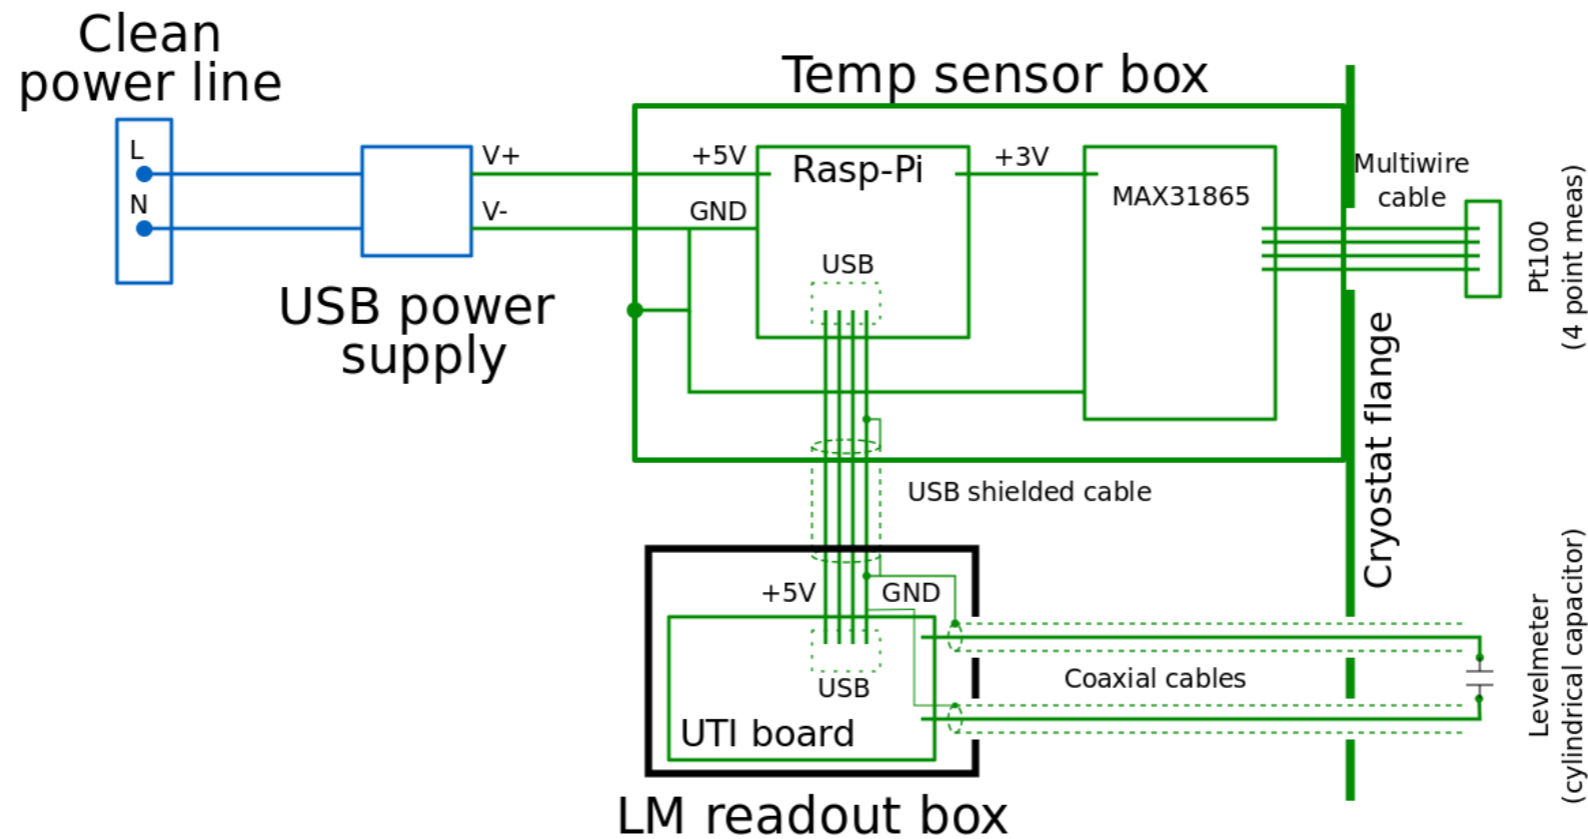 Clean
power line
L
N
USB power
supply
V+
V-
Temp sensor box
+5V
GND
Rasp-Pi
USB
+3V
MAX31865
Multiwire
cable
Pt100
(4 point meas)
Cryostat flange
USB shielded cable
+5V
GND
USB
UTI board
LM readout box
Coaxial cables
Levelmeter
(cylindrical capacitor)